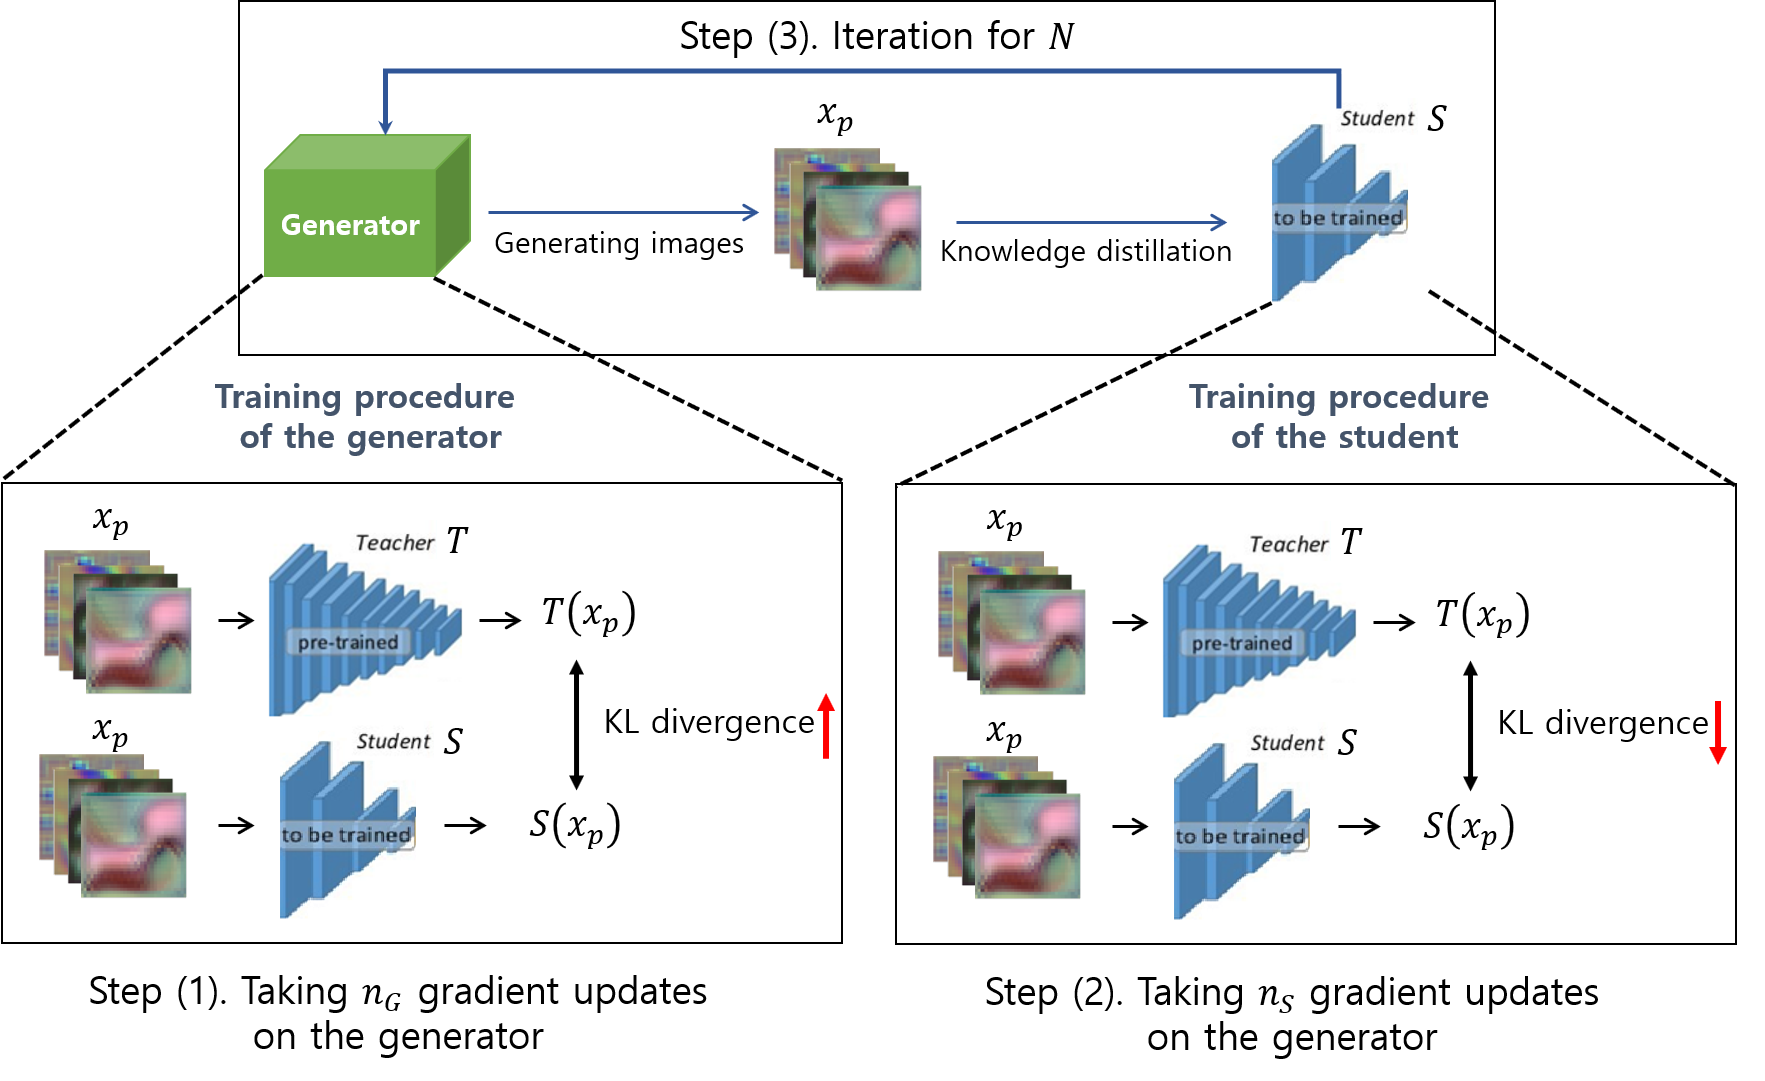 Step (3). Iteration for N
x_p
Student S
Generator
to be trained
Generating images
Knowledge distillation
Training procedure
of the generator
Training procedure
of the student
x_p
Teacher T
pre-trained
T(x_p)
KL divergence
x_p
Student S
to be trained
S(x_p)
x_p
Teacher T
pre-trained
T(x_p)
KL divergence
x_p
Student S
to be trained
S(x_p)
Step (1). Taking n_G gradient updates
on the generator
Step (2). Taking n_S gradient updates
on the generator